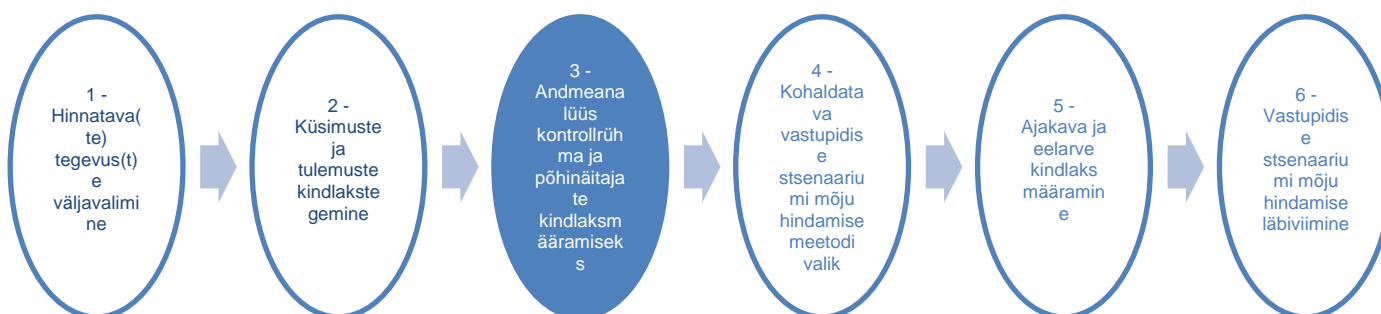 1 -
Hinnatava(
te)
tegevus(t)
e
väljavalimi
ne
2 -
Küsimuste
ja
tulemuste
kindlakste
gemine
3 -
Andmeana
lüüs
kontrollrüh
ma ja
põhinäitaja
te
kindlaksm
ääramisek
s
4 -
Kohaldata
va
vastupidis
e
stsenaariu
mi mõju
hindamise
meetodi
valik
5 -
Ajakava ja
eelarve
kindlaks
määramin
e
6 -
Vastupidis
e
stsenaariu
mi mõju
hindamise
läbiviimine